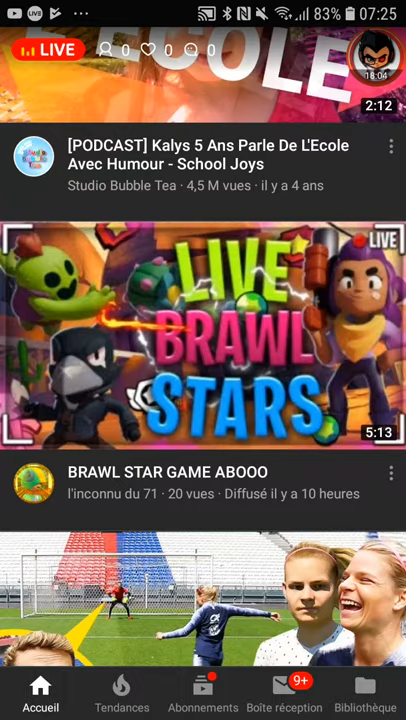 LIVE
83%
07:25
LIVE
0
0
0
E ECOLE
18:04
2:12
[PODCAST] Kalys 5 Ans Parle De L'Ecole
Avec Humour - School Joys
Studio Bubble Tea · 4,5 M vues · il y a 4 ans
LIVE
LIVE
BRAWL
STARS
5:13
BRAWL STAR GAME ABOOO
l'inconnu du 71 · 20 vues · Diffusé il y a 10 heures
9+
Accueil
Tendances
Abonnements
Boîte réception
Bibliothèque